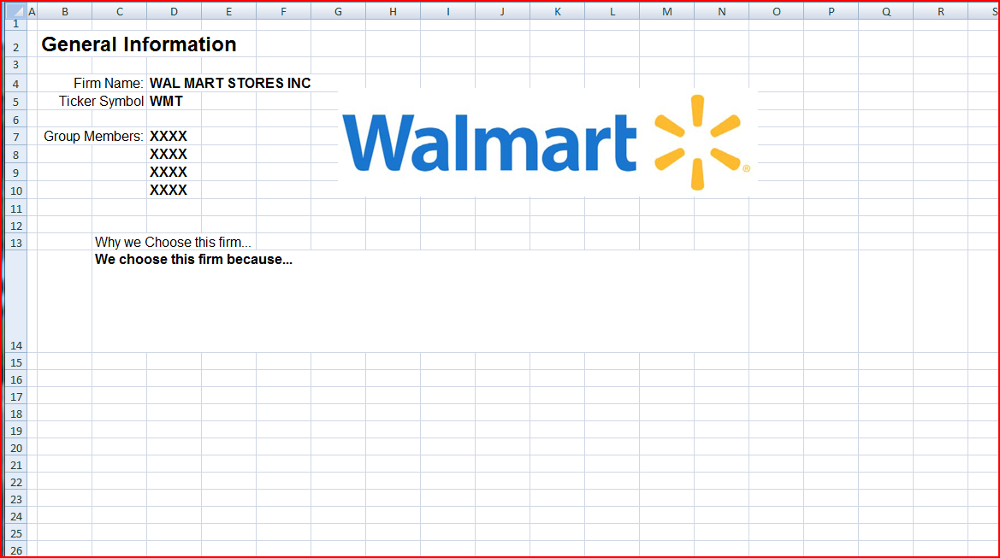 A B C D E F G H I J K L M N O P Q R S
1
2 General Information
3
4 Firm Name: WAL MART STORES INC
5 Ticker Symbol WMT
Walmart ®
6
7 Group Members: XXXX
8 XXXX
9 XXXX
10 XXXX
11
12
13 Why we Choose this firm...
We choose this firm because...
14
15
16
17
18
19
20
21
22
23
24
25
26